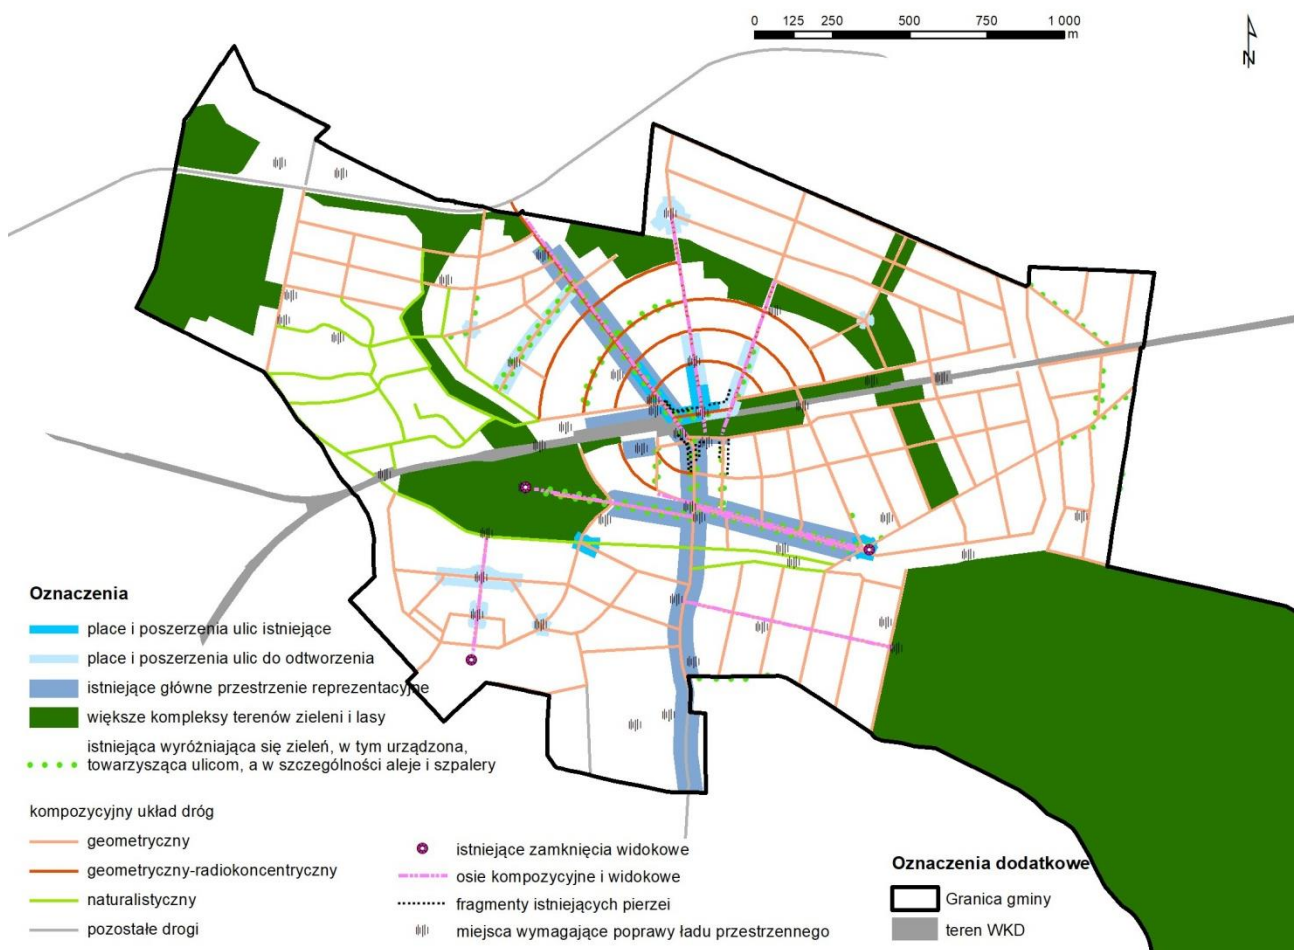 0 125 250 500 750 1 000
m
N
Oznaczenia
place i poszerzenia ulic istniejące
place i poszerzenia ulic do odtworzenia
istniejące główne przestrzenie reprezentacyjne
większe kompleksy terenów zieleni i lasy
istniejąca wyróżniająca się zieleń, w tym urządzona,
towarzysząca ulicom, a w szczególności aleje i szpalery
kompozycyjny układ dróg
geometryczny
geometryczny-radiokoncentryczny
naturalistyczny
pozostałe drogi
istniejące zamknięcia widokowe
osie kompozycyjne i widokowe
fragmenty istniejących pierzei
miejsca wymagające poprawy ładu przestrzennego
Oznaczenia dodatkowe
Granica gminy
teren WKD